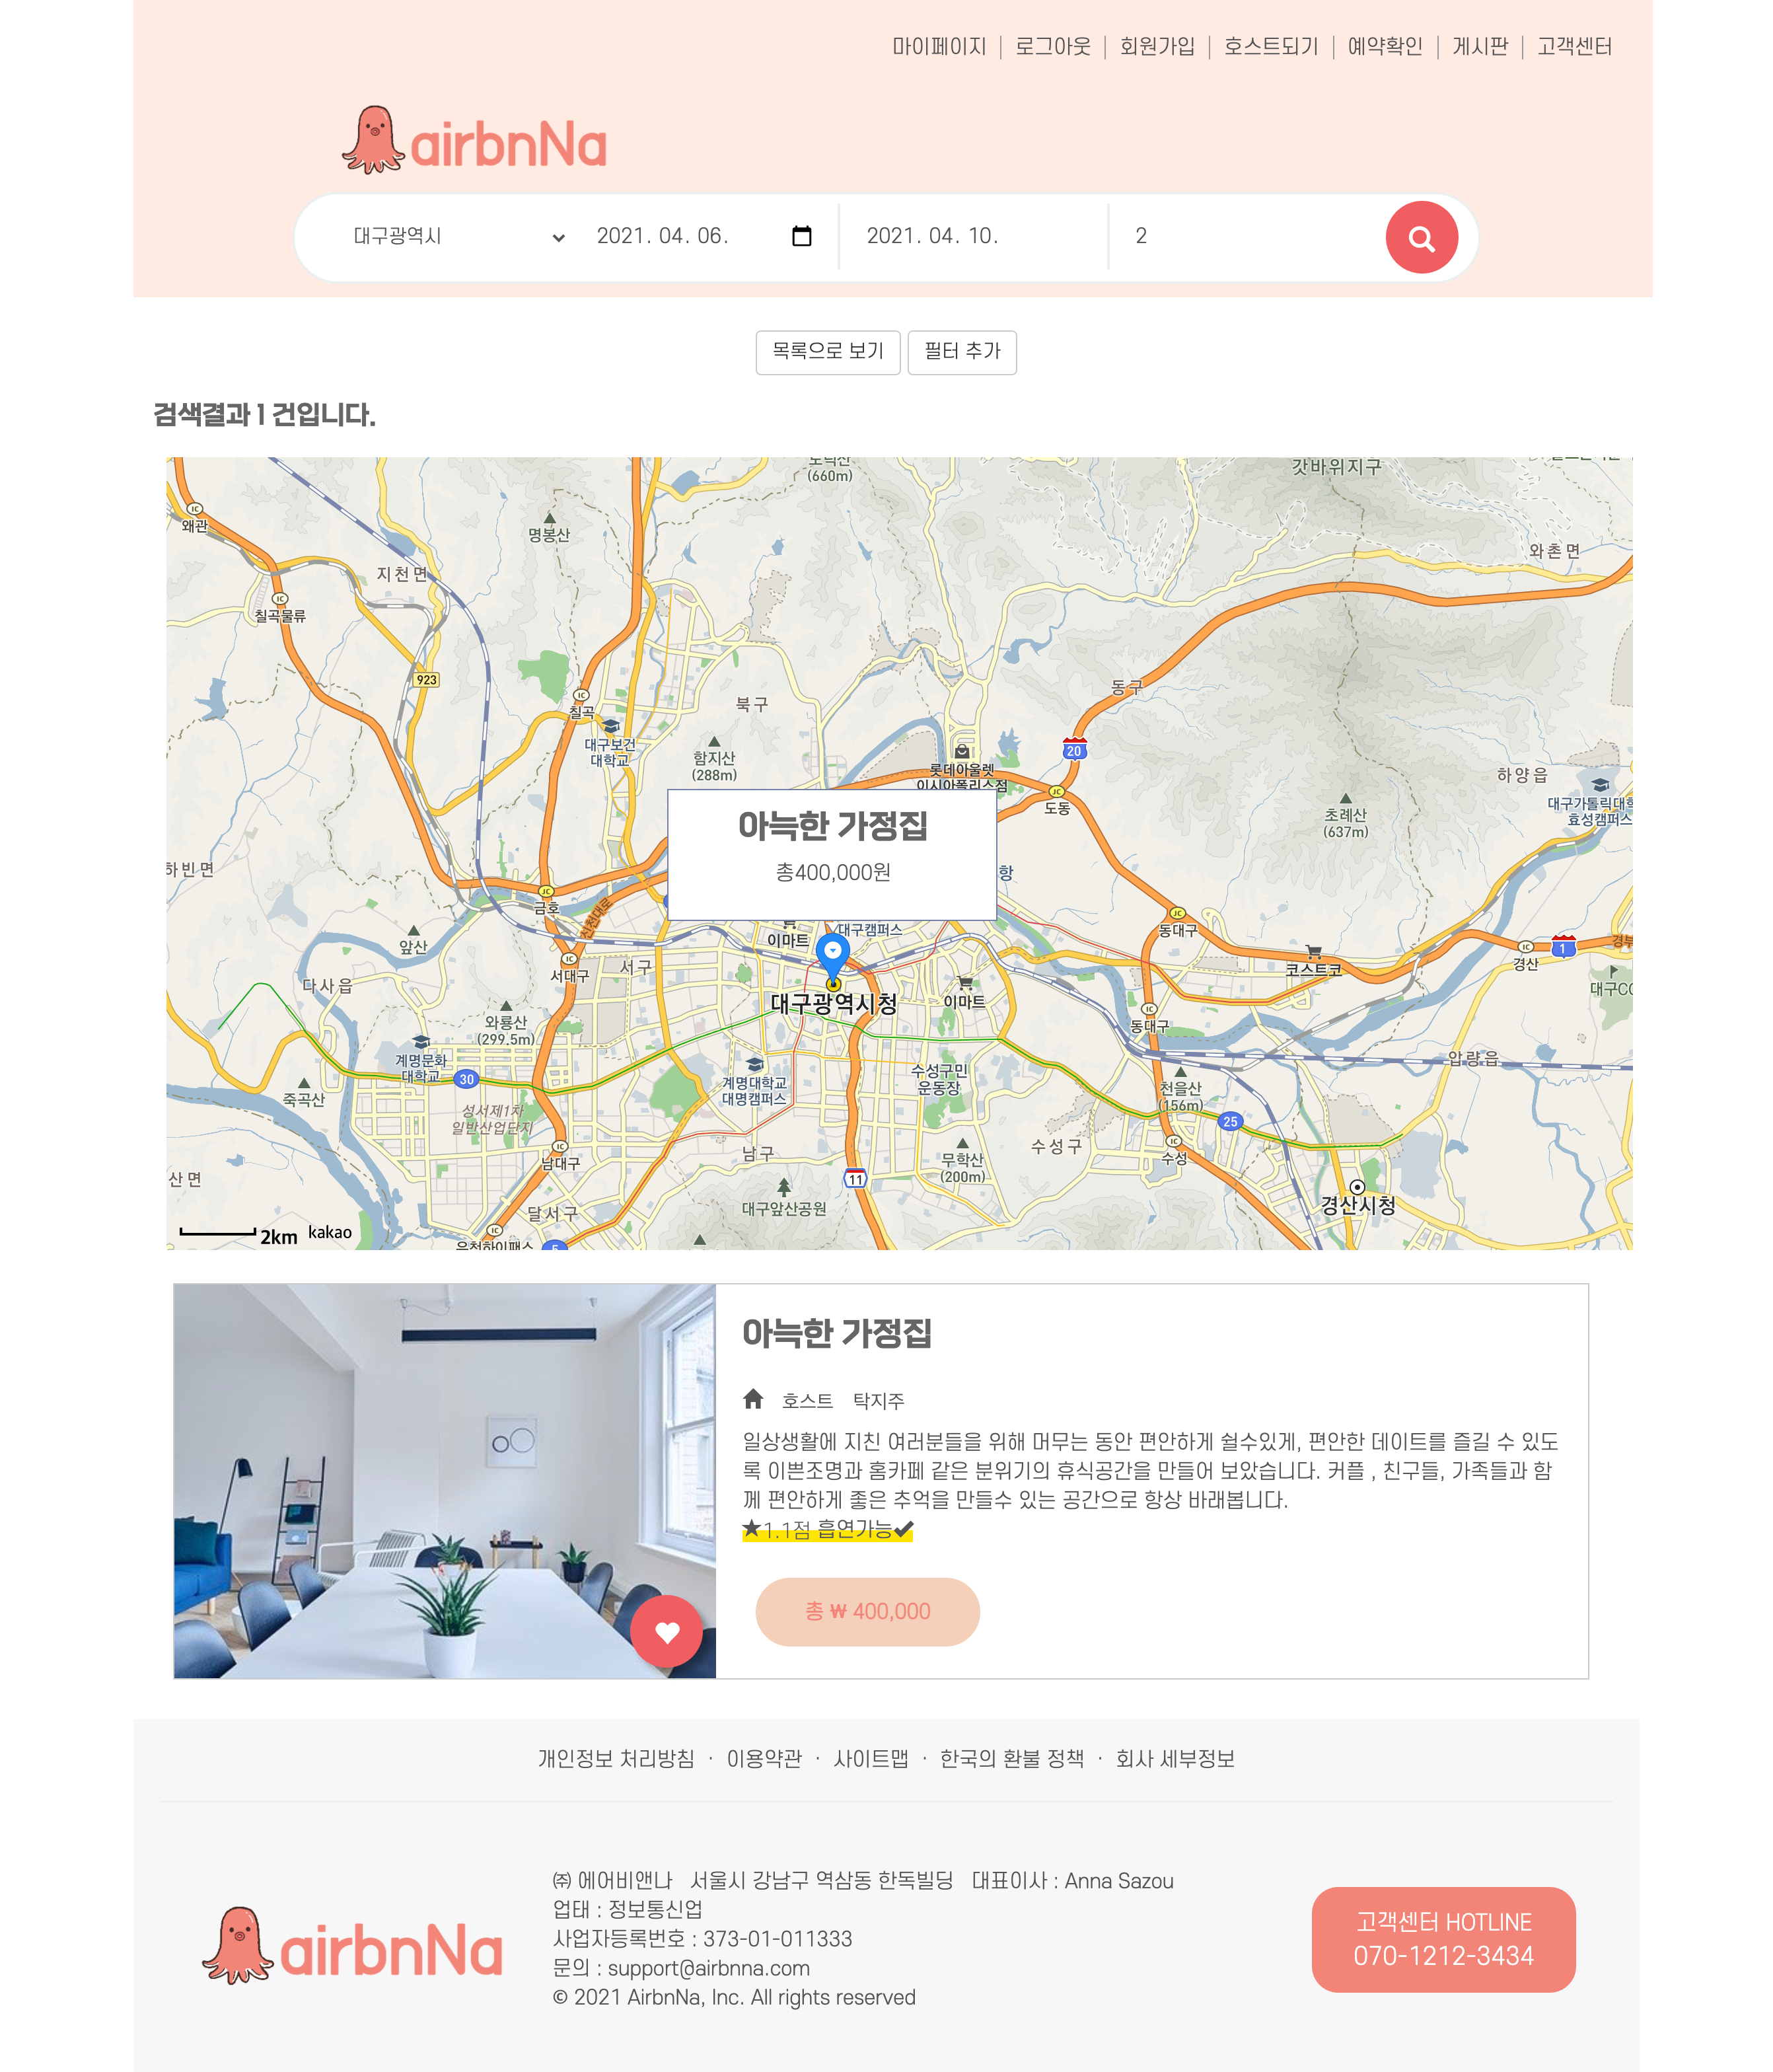 마이페이지 | 로그아웃 | 회원가입 | 호스트되기 | 예약확인 | 게시판 | 고객센터
airbnNa
대구광역시 2021. 04. 06. 2021. 04. 10. 2
목록으로 보기 필터 추가
검색결과 1 건입니다.
(660m)
갓바위지구
왜관
명봉산
와촌면
지천면
칠곡물류
923
동구
칠곡
북구
대구보건
대학교
함지산
(288m)
20
롯데아울렛
이시아폴리스점
도동
하양읍
초례산
(637m)
대구가톨릭대학
효성캠퍼스
아늑한 가정집
총400,000원
하빈면
항
금호
신천대로
앞산
이마트
대구캠퍼스
동대구
서대구
서구
코스트코
경산
1
경부
다사읍
대구광역시청
이마트
대구CC
와룡산
(299.5m)
동대구
계명문화
대학교
30
압량읍
죽곡산
계명대학교
대명캠퍼스
수성구민
운동장
천을산
(156m)
성서제1차
일반산업단지
25
남대구
남구
무학산
(200m)
수성구
수성
산면
11
대구앞산공원
경산시청
달서구
2km kakao
유천하이패스
5
아늑한 가정집
호스트 탁지주
일상생활에 지친 여러분들을 위해 머무는 동안 편안하게 쉴수있게, 편안한 데이트를 즐길 수 있도
록 이쁜조명과 홈카페 같은 분위기의 휴식공간을 만들어 보았습니다. 커플 , 친구들, 가족들과 함
께 편안하게 좋은 추억을 만들수 있는 공간으로 항상 바래봅니다.
★1.1점 흡연가능✔
총 ₩ 400,000
개인정보 처리방침 · 이용약관 · 사이트맵 · 한국의 환불 정책 · 회사 세부정보
㈜ 에어비앤나 서울시 강남구 역삼동 한독빌딩 대표이사 : Anna Sazou
업태 : 정보통신업
사업자등록번호 : 373-01-011333
문의 : support@airbnna.com
© 2021 AirbnNa, Inc. All rights reserved
airbnNa
고객센터 HOTLINE
070-1212-3434